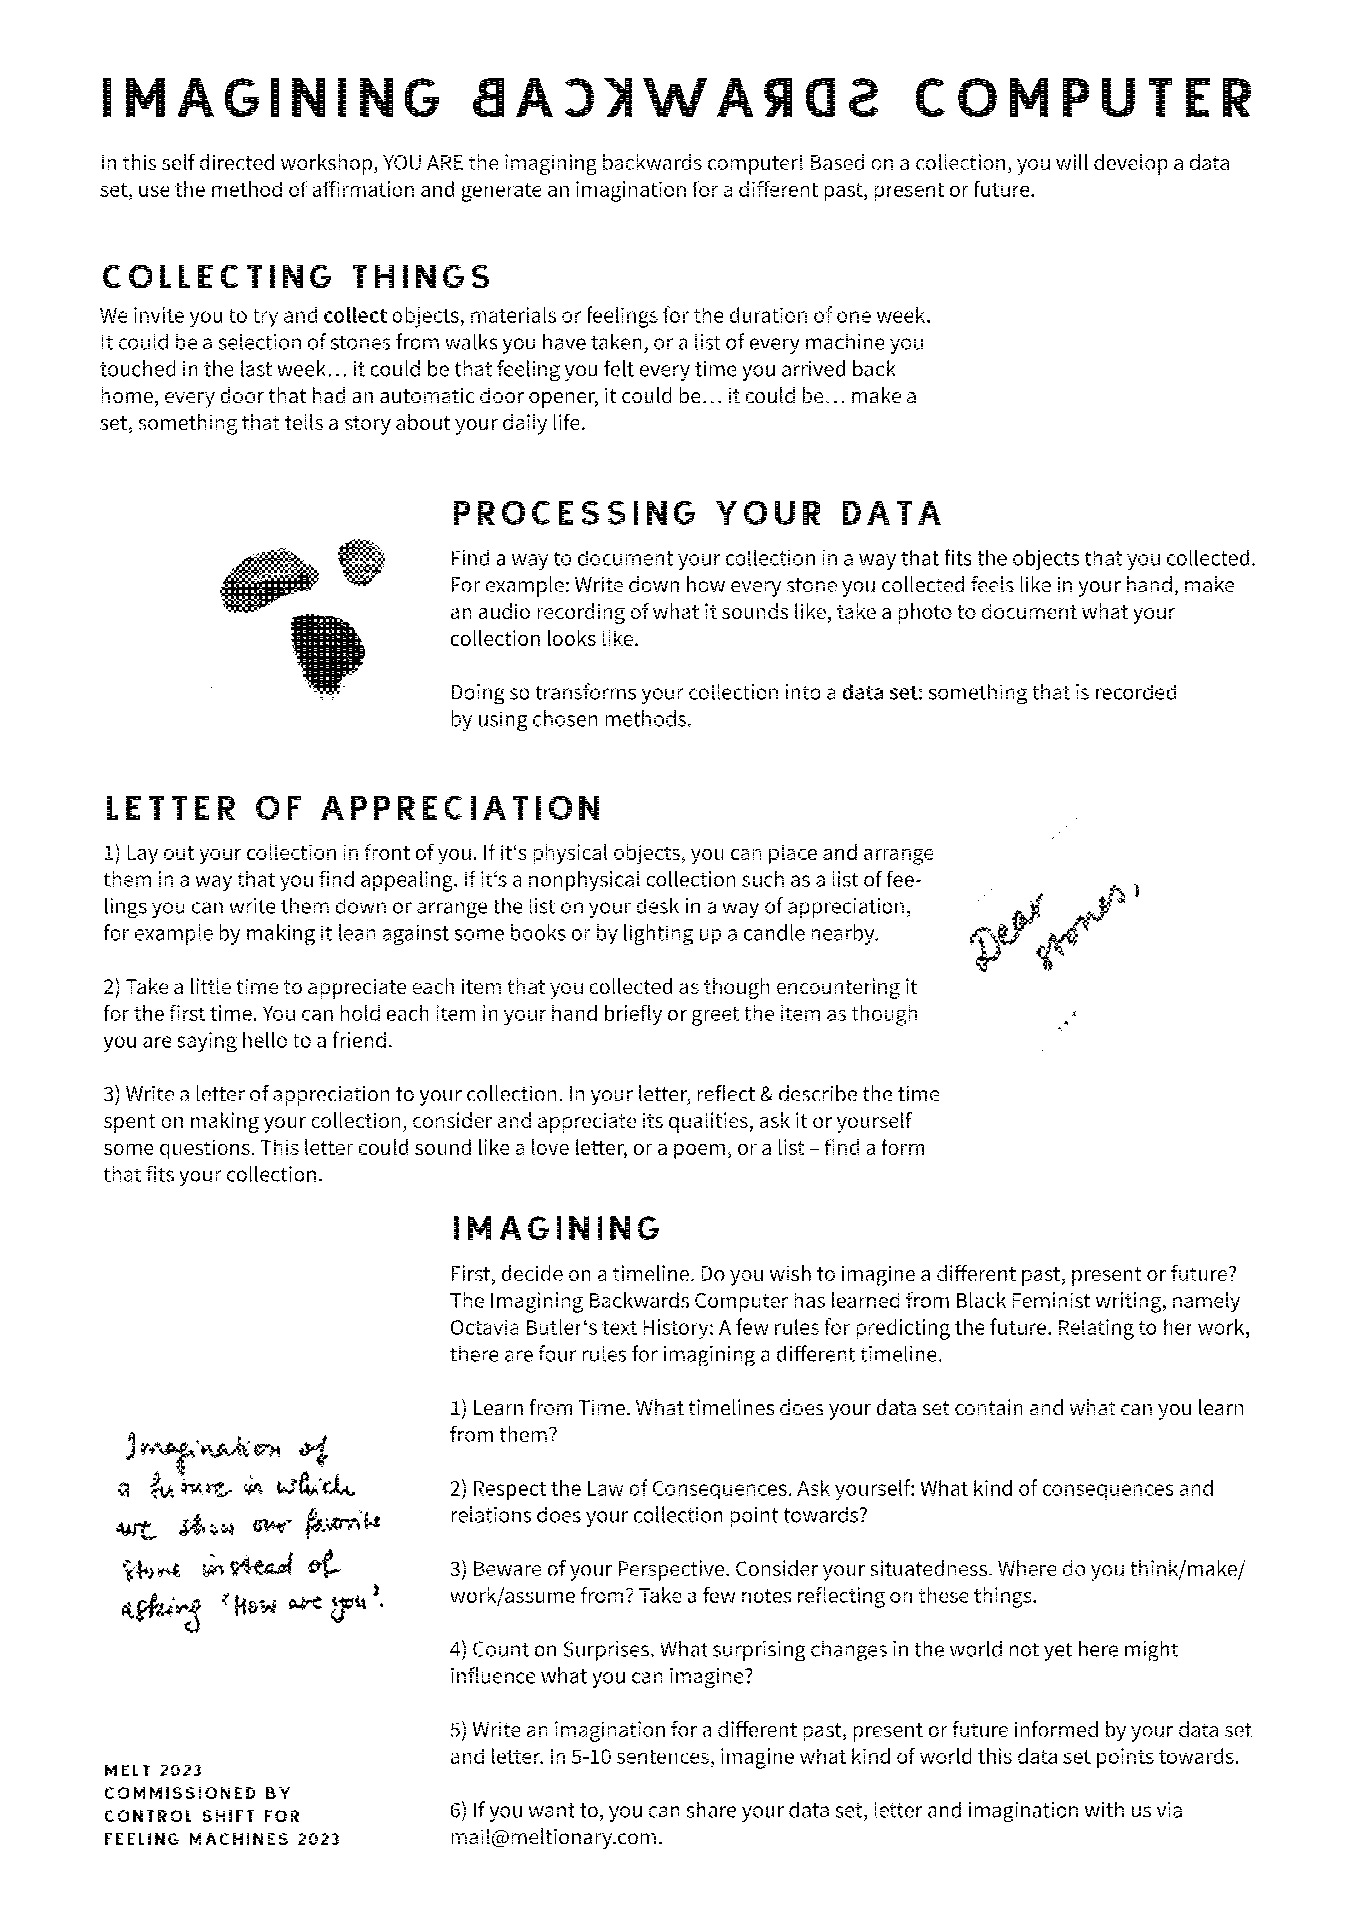 IMAGINING BACKWARDS COMPUTER
In this self directed workshop, YOU ARE the imagining backwards computer! Based on a collection, you will develop a data
set, use the method of affirmation and generate an imagination for a different past, present or future.
COLLECTING THINGS
We invite you to try and collect objects, materials or feelings for the duration of one week.
It could be a selection of stones from walks you have taken, or a list of every machine you
touched in the last week… it could be that feeling you felt every time you arrived back
home, every door that had an automatic door opener, it could be… it could be… make a
set, something that tells a story about your daily life.
PROCESSING YOUR DATA
Find a way to document your collection in a way that fits the objects that you collected.
For example: Write down how every stone you collected feels like in your hand, make
an audio recording of what it sounds like, take a photo to document what your
collection looks like.
Doing so transforms your collection into a data set: something that is recorded
by using chosen methods.
LETTER OF APPRECIATION
1) Lay out your collection in front of you. If it‘s physical objects, you can place and arrange
them in a way that you find appealing. If it‘s a nonphysical collection such as a list of fee-
lings you can write them down or arrange the list on your desk in a way of appreciation,
for example by making it lean against some books or by lighting up a candle nearby.
2) Take a little time to appreciate each item that you collected as though encountering it
for the first time. You can hold each item in your hand briefly or greet the item as though
you are saying hello to a friend.
3) Write a letter of appreciation to your collection. In your letter, reflect & describe the time
spent on making your collection, consider and appreciate its qualities, ask it or yourself
some questions. This letter could sound like a love letter, or a poem, or a list – find a form
that fits your collection.
Dear
stones,
IMAGINING
First, decide on a timeline. Do you wish to imagine a different past, present or future?
The Imagining Backwards Computer has learned from Black Feminist writing, namely
Octavia Butler‘s text History: A few rules for predicting the future. Relating to her work,
there are four rules for imagining a different timeline.
1) Learn from Time. What timelines does your data set contain and what can you learn
from them?
2) Respect the Law of Consequences. Ask yourself: What kind of consequences and
relations does your collection point towards?
3) Beware of your Perspective. Consider your situatedness. Where do you think/make/
work/assume from? Take a few notes reflecting on these things.
4) Count on Surprises. What surprising changes in the world not yet here might
influence what you can imagine?
5) Write an imagination for a different past, present or future informed by your data set
and letter. In 5-10 sentences, imagine what kind of world this data set points towards.
6) If you want to, you can share your data set, letter and imagination with us via
mail@meltionary.com.
Imagination of
a future in which
we show our favorite
stone instead of
asking 'How are you'.
MELT 2023
COMMISSIONED BY
CONTROL SHIFT FOR
FEELING MACHINES 2023